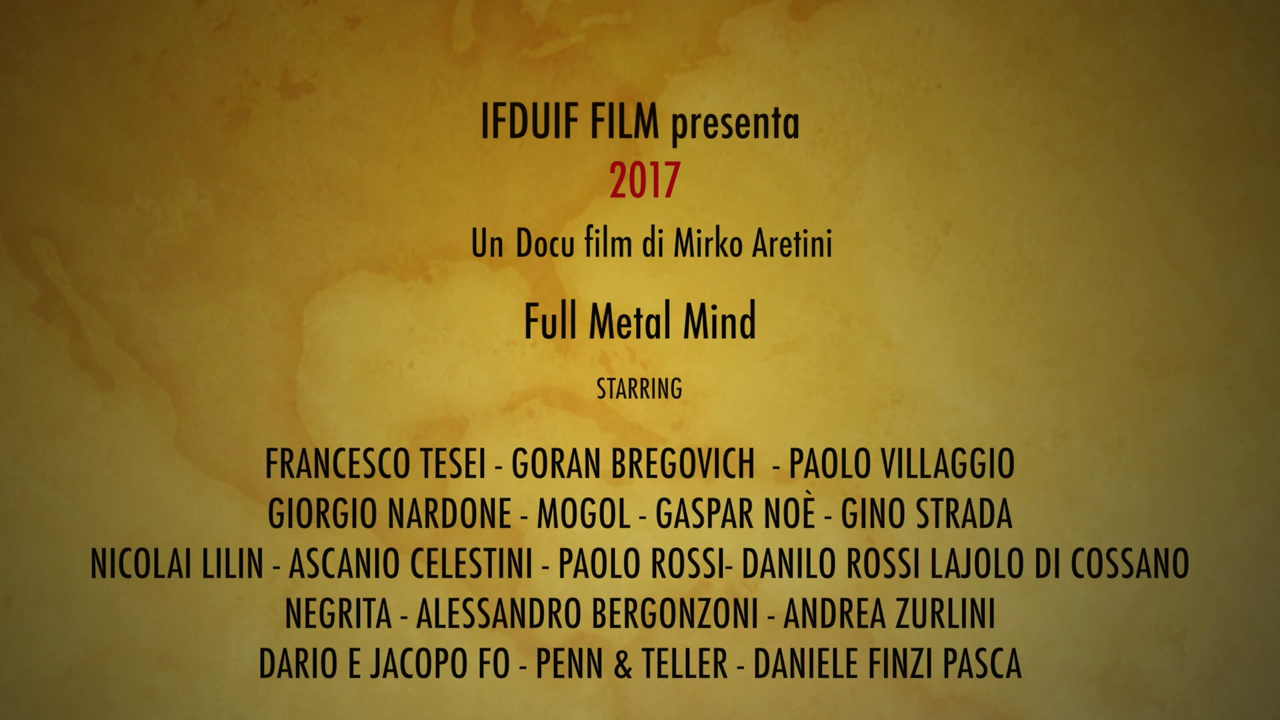 IFDUIF FILM presenta
2017
Un Docu film di Mirko Aretini
Full Metal Mind
STARRING
FRANCESCO TESEI - GORAN BREGOVICH - PAOLO VILLAGGIO
GIORGIO NARDONE - MOGOL - GASPAR NOÈ - GINO STRADA
NICOLAI LILIN - ASCANIO CELESTINI - PAOLO ROSSI- DANILO ROSSI LAJOLO DI COSSANO
NEGRITA - ALESSANDRO BERGONZONI - ANDREA ZURLINI
DARIO E JACOPO FO - PENN & TELLER - DANIELE FINZI PASCA